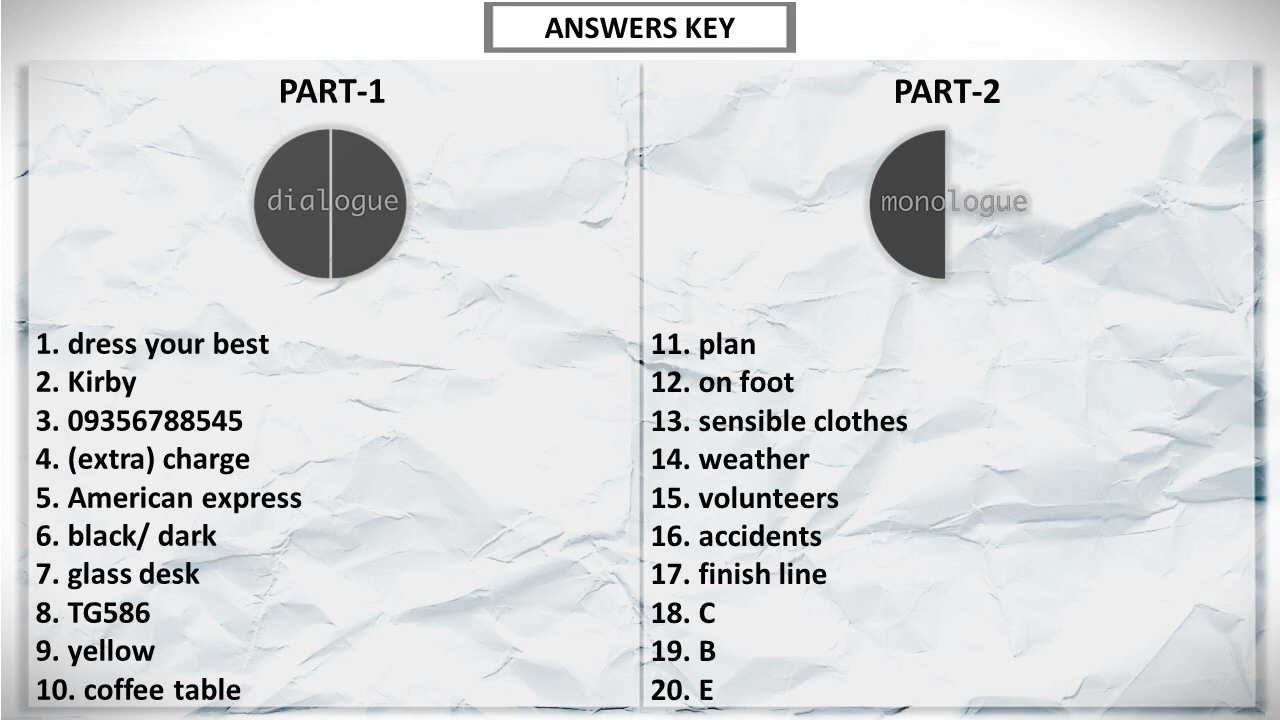 ANSWERS KEY
PART-1
dialogue
1. dress your best
2. Kirby
3. 09356788545
4. (extra) charge
5. American express
6. black/ dark
7. glass desk
8. TG586
9. yellow
10. coffee table
PART-2
monologue
11. plan
12. on foot
13. sensible clothes
14. weather
15. volunteers
16. accidents
17. finish line
18. C
19. B
20. E